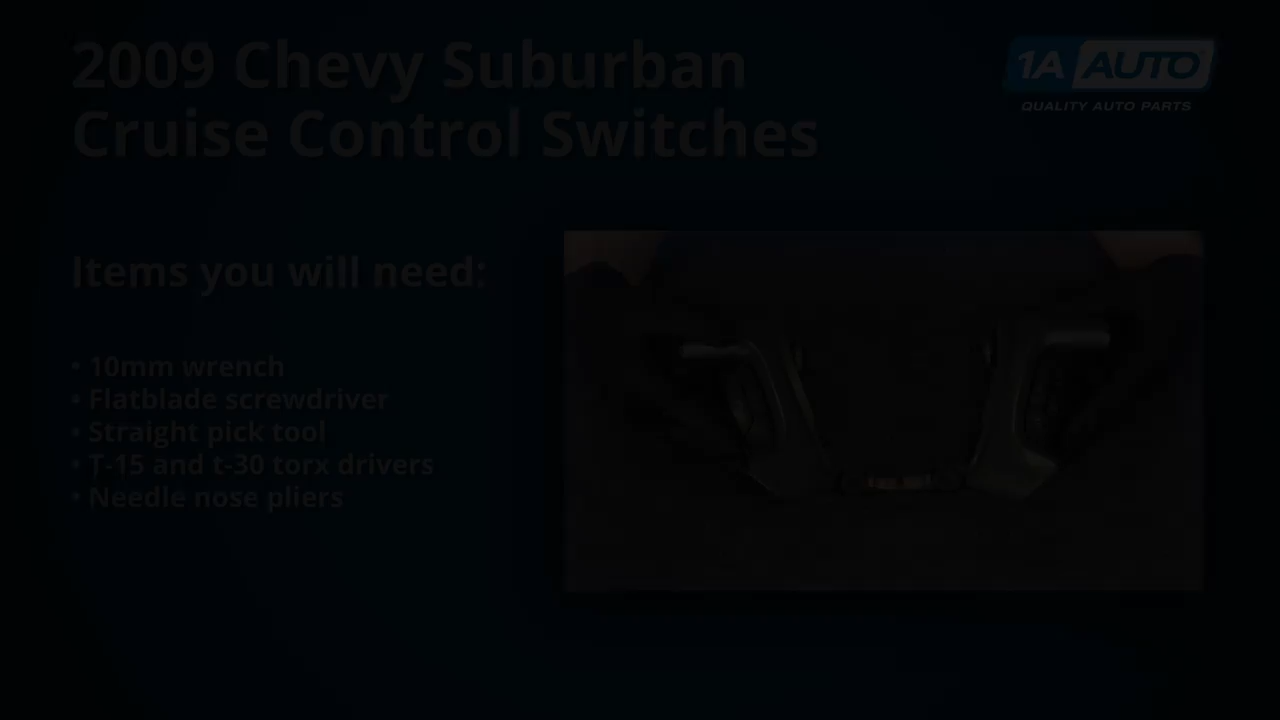 2009 Chevy Suburban
Cruise Control Switches
1A AUTO
QUALITY AUTO PARTS
Items you will need:
• 10mm wrench
• Flatblade screwdriver
• Straight pick tool
• T-15 and t-30 torx drivers
• Needle nose pliers